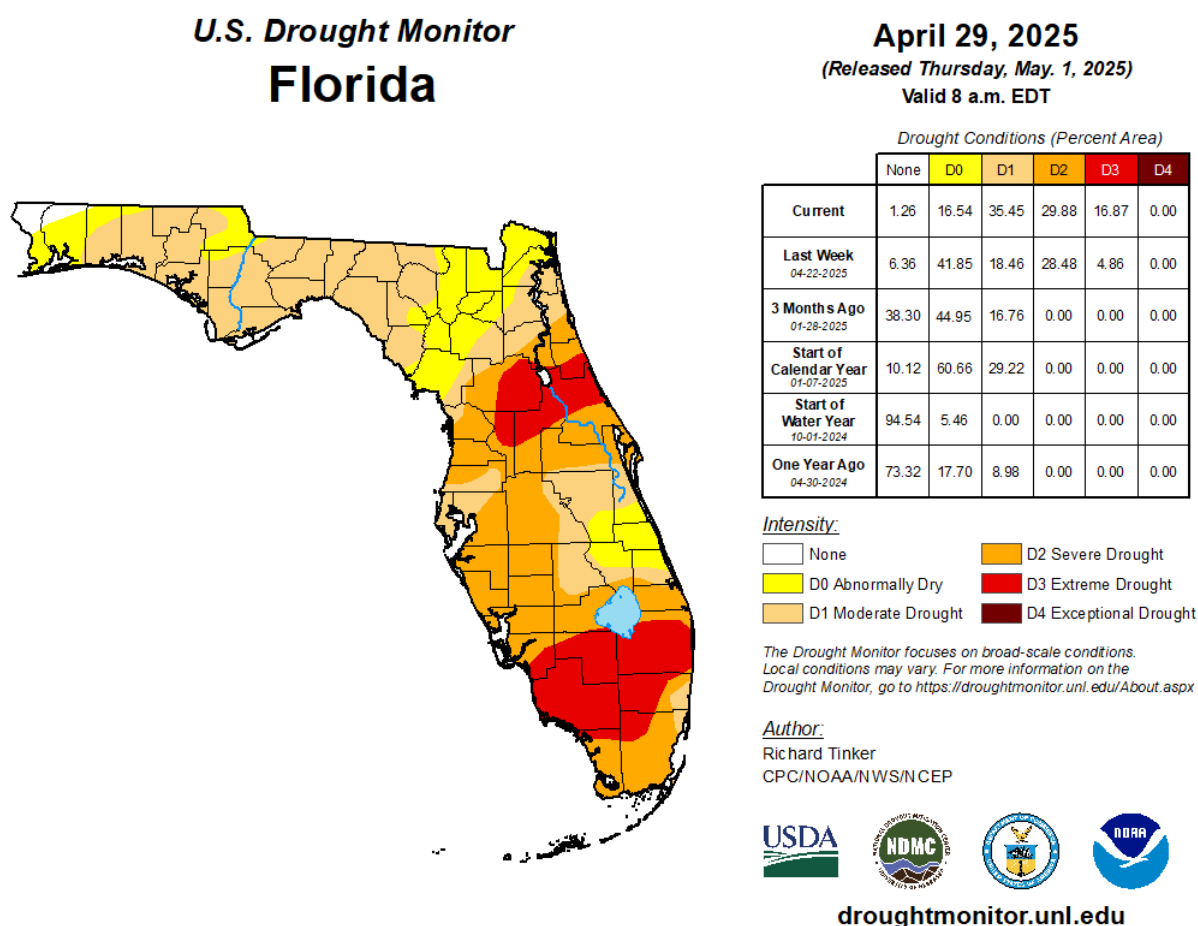 U.S. Drought Monitor
Florida
April 29, 2025
(Released Thursday, May. 1, 2025)
Valid 8 a.m. EDT
Drought Conditions (Percent Area)
None D0 D1 D2 D3 D4
Current 1.26 16.54 35.45 29.88 16.87 0.00
Last Week
04-22-2025 6.36 41.85 18.46 28.48 4.86 0.00
3 Months Ago
01-28-2025 38.30 44.95 16.76 0.00 0.00 0.00
Start of
Calendar Year
01-07-2025 10.12 60.66 29.22 0.00 0.00 0.00
Start of
Water Year
10-01-2024 94.54 5.46 0.00 0.00 0.00 0.00
One Year Ago
04-30-2024 73.32 17.70 8.98 0.00 0.00 0.00
Intensity:
None
D0 Abnormally Dry
D1 Moderate Drought
D2 Severe Drought
D3 Extreme Drought
D4 Exceptional Drought
The Drought Monitor focuses on broad-scale conditions.
Local conditions may vary. For more information on the
Drought Monitor, go to https://droughtmonitor.unl.edu/About.aspx
Author:
Richard Tinker
CPC/NOAA/NWS/NCEP
USDA
NDMC
NOAA
droughtmonitor.unl.edu